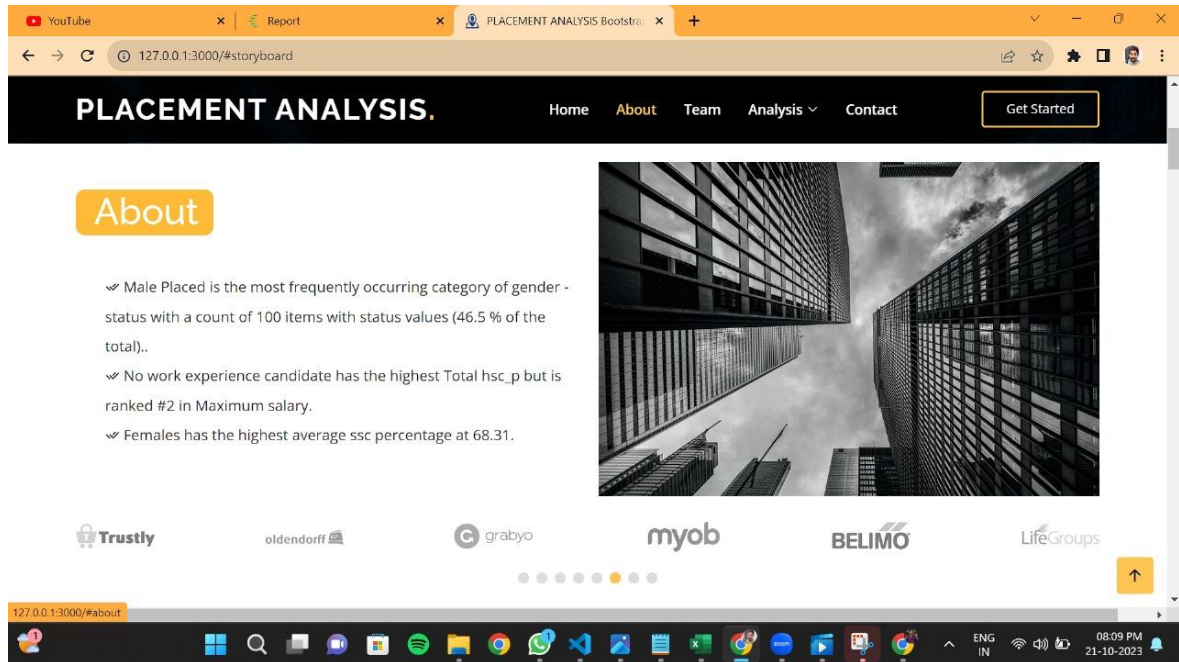 YouTube
Report
PLACEMENT ANALYSIS Bootstrap
127.0.0.1:3000/#storyboard
PLACEMENT ANALYSIS.
Home About Team Analysis Contact Get Started
About
Male Placed is the most frequently occurring category of gender -
status with a count of 100 items with status values (46.5 % of the
total)..
No work experience candidate has the highest Total hsc_p but is
ranked #2 in Maximum salary.
Females has the highest average ssc percentage at 68.31.
Trustly oldendorff grabyo myob BELIMO LifeGroups
127.0.0.1:3000/#about
1
zoom
ENG
IN
08:09 PM
21-10-2023